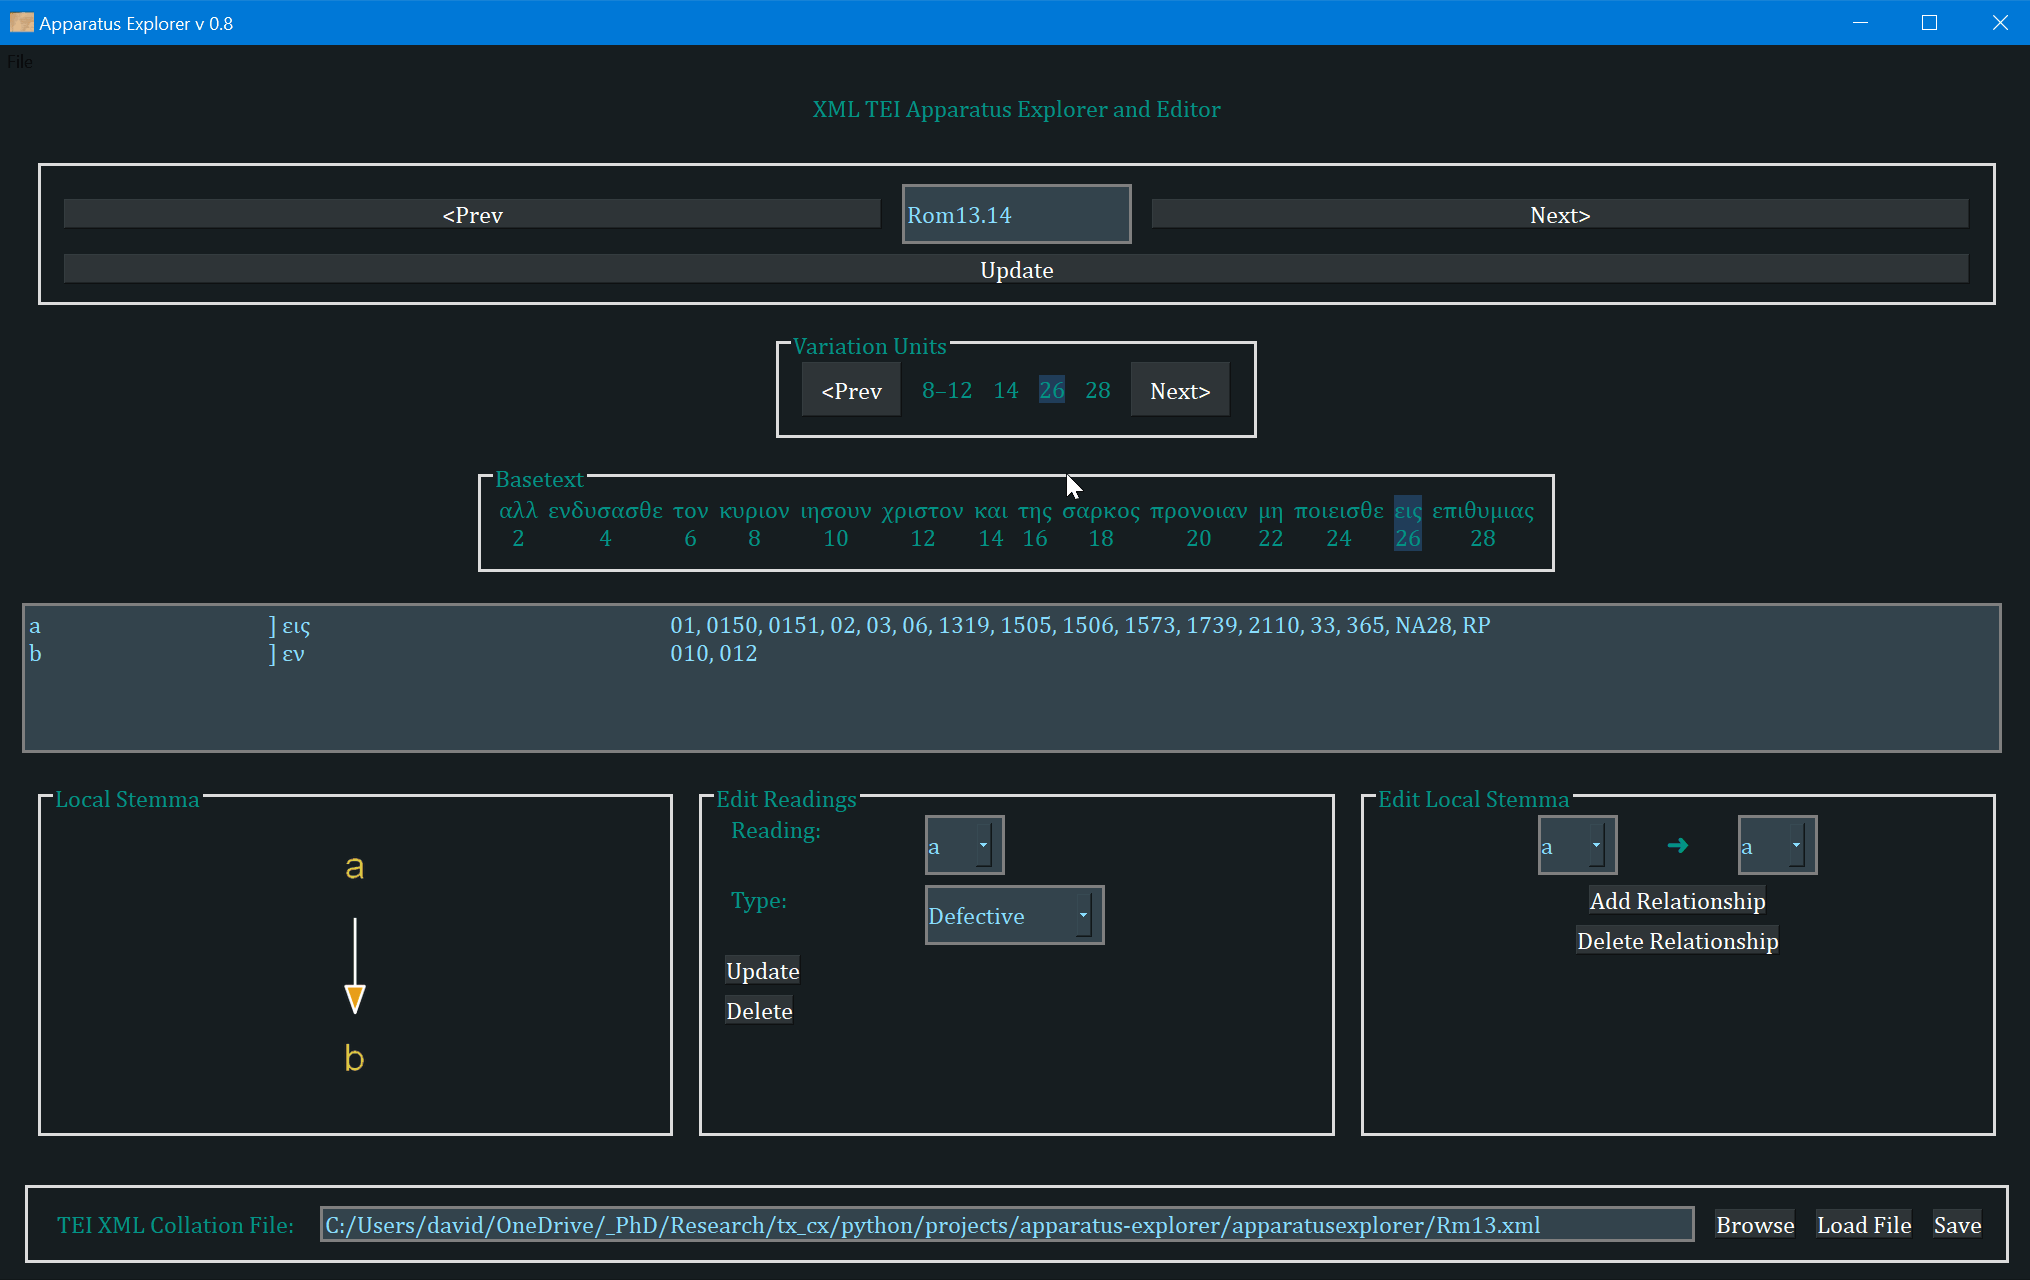 Apparatus Explorer v 0.8
File
XML TEI Apparatus Explorer and Editor
<Prev Rom13.14 Next>
Update
Variation Units
<Prev 8–12 14 26 28 Next>
Basetext
αλλ ενδυσασθε τον κυριον ιησουν χριστον και της σαρκος προνοιαν μη ποιεισθε εις επιθυμιας
2 4 6 8 10 12 14 16 18 20 22 24 26 28
a ] εις 01, 0150, 0151, 02, 03, 06, 1319, 1505, 1506, 1573, 1739, 2110, 33, 365, NA28, RP
b ] εν 010, 012
Local Stemma
a
b
Edit Readings
Reading: a
Type: Defective
Update
Delete
Edit Local Stemma
a ➔ a
Add Relationship
Delete Relationship
TEI XML Collation File: C:/Users/david/OneDrive/_PhD/Research/tx_cx/python/projects/apparatus-explorer/apparatusexplorer/Rm13.xml Browse Load File Save